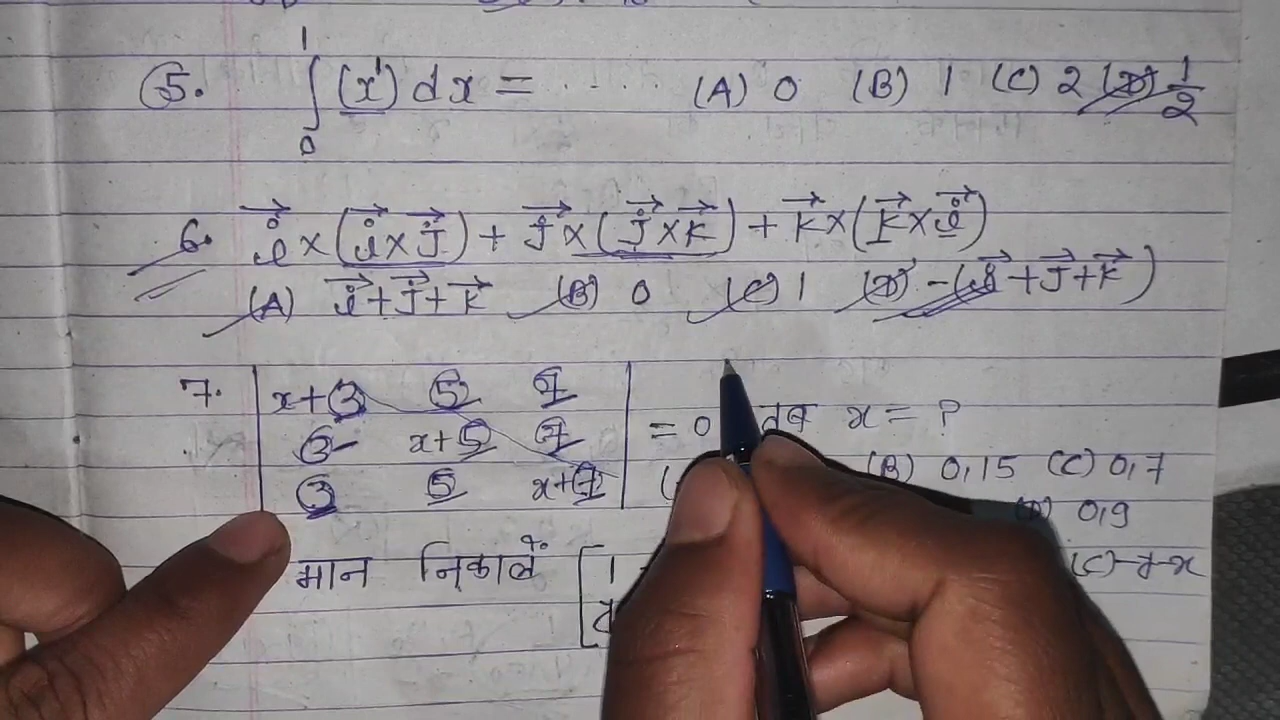 5. ∫₀¹ (x¹) dx = ..... (A) 0 (B) 1 (C) 2 (D) 1/2
6. i⃗ × (i⃗ × j⃗) + j⃗ × (j⃗ × k⃗) + k⃗ × (k⃗ × i⃗)
(A) i⃗ + j⃗ + k⃗ (B) 0 (C) 1 (D) -(i⃗ + j⃗ + k⃗)
7. | x+3 5 7 |
| 3 x+5 7 | = 0 तब x = ?
| 3 5 x+7 | (B) 0,15 (C) 0,7
(D) 0,9
मान निकालें [ 1 (C) -y-x